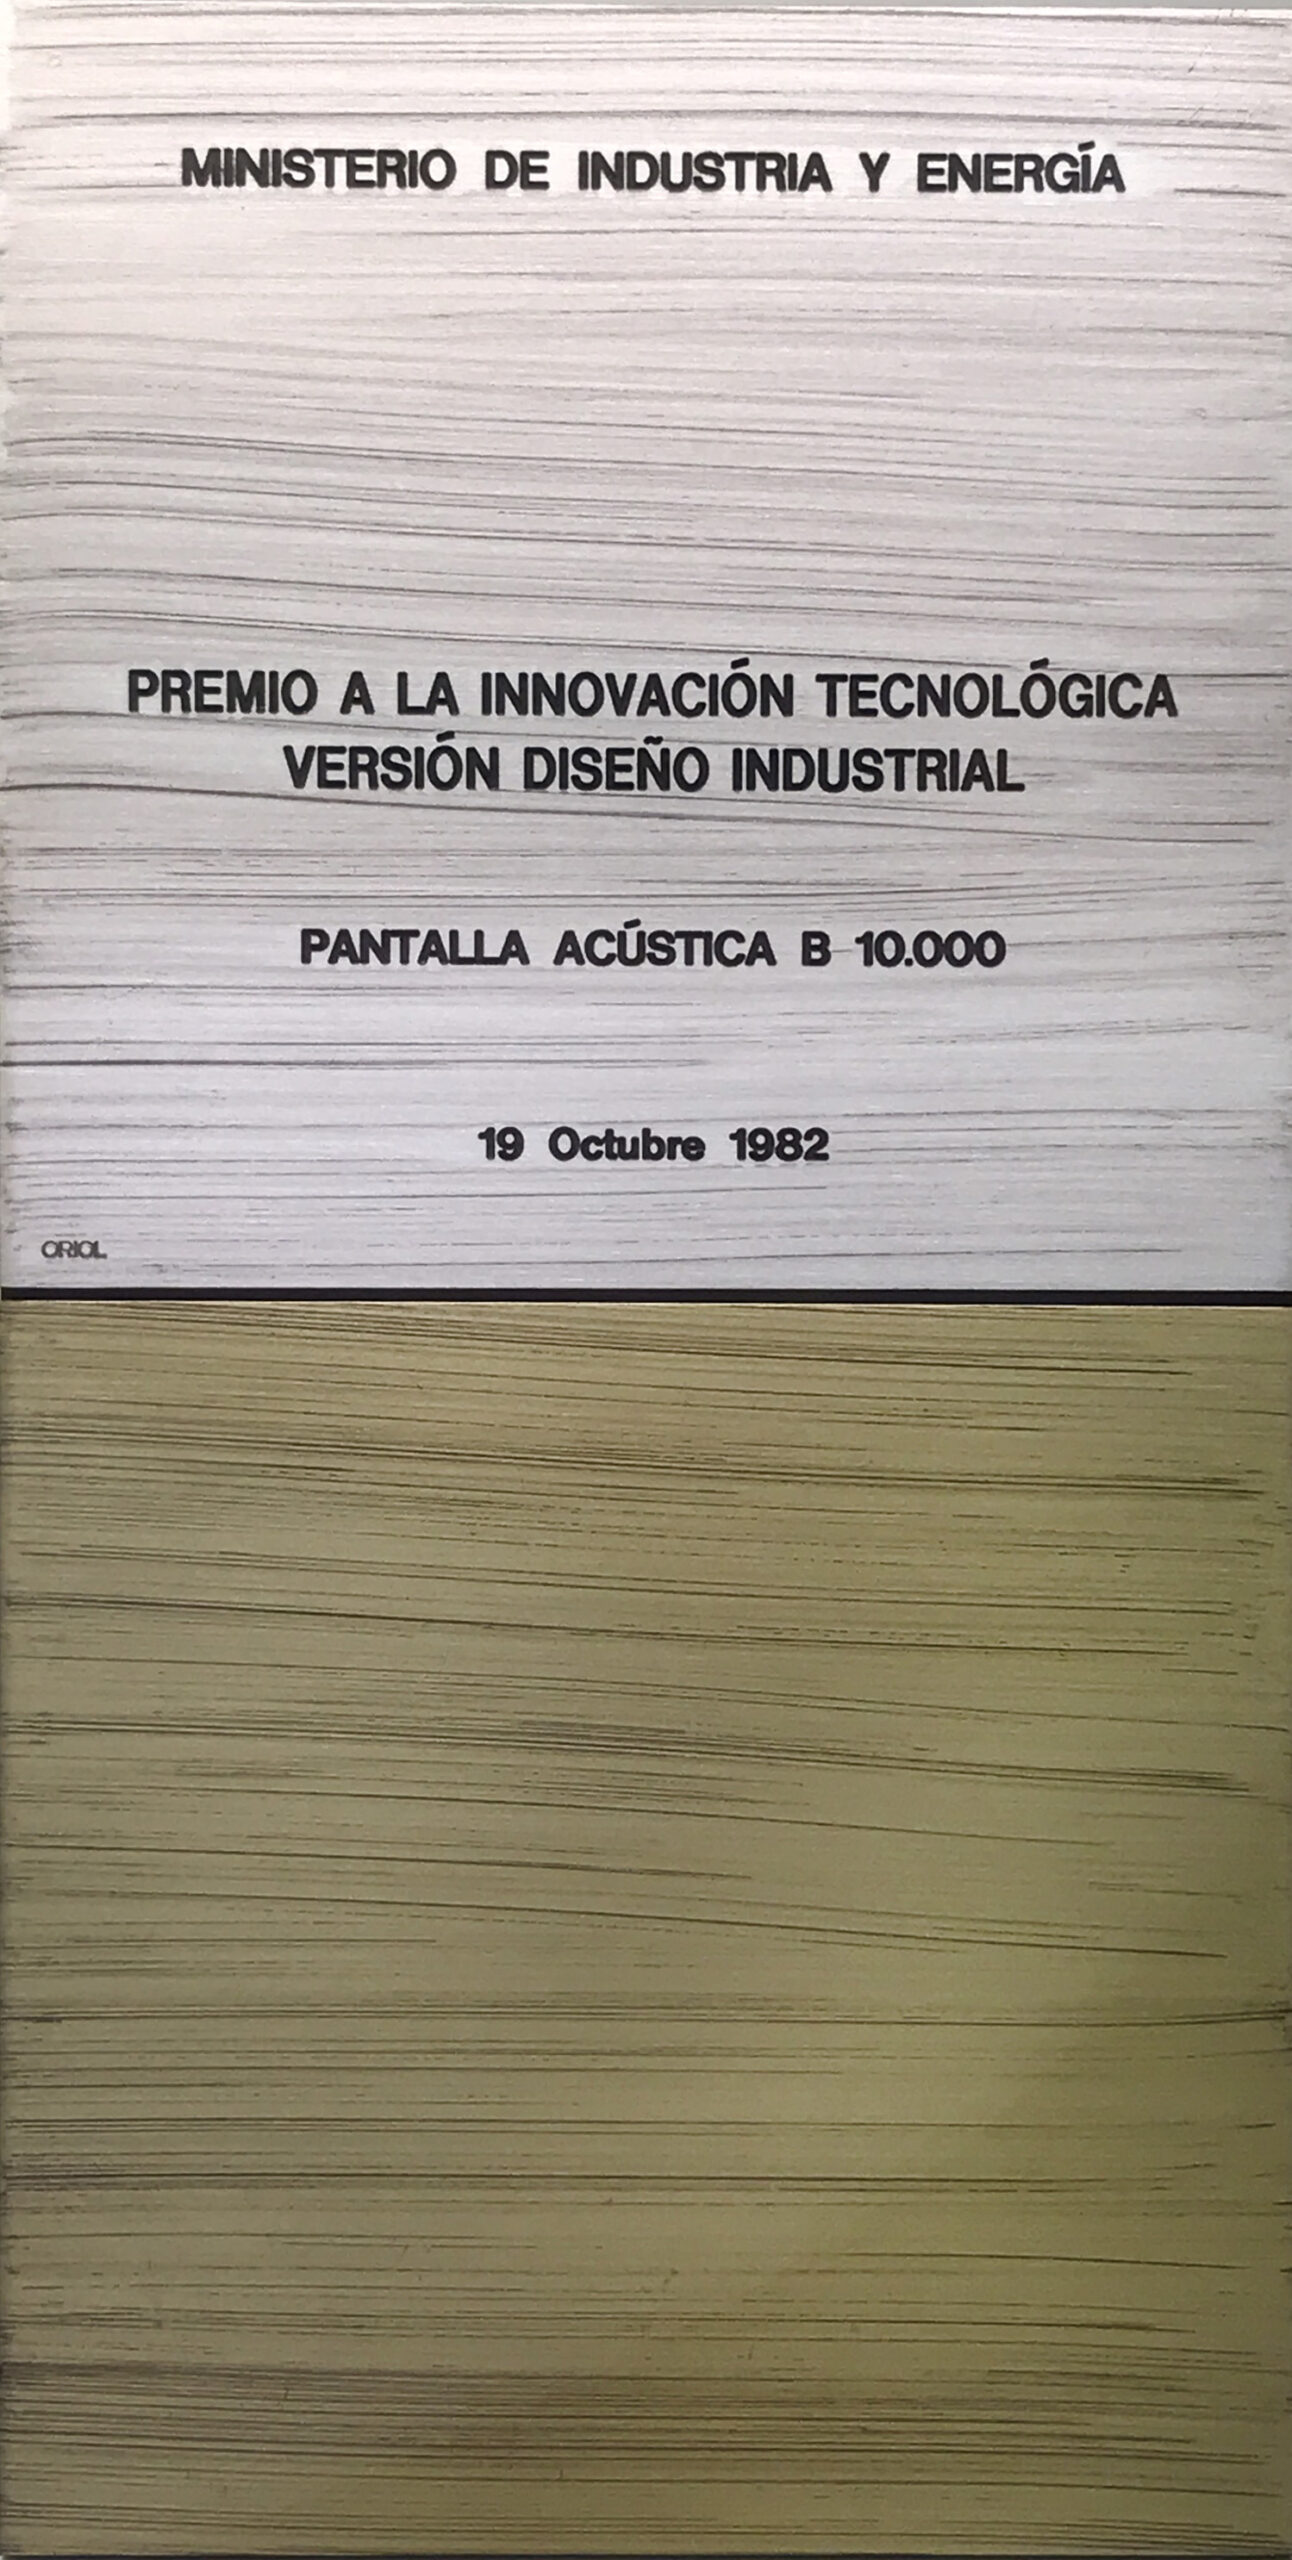 MINISTERIO DE INDUSTRIA Y ENERGÍA
PREMIO A LA INNOVACIÓN TECNOLÓGICA
VERSIÓN DISEÑO INDUSTRIAL
PANTALLA ACÚSTICA B 10.000
19 Octubre 1982
ORIOL